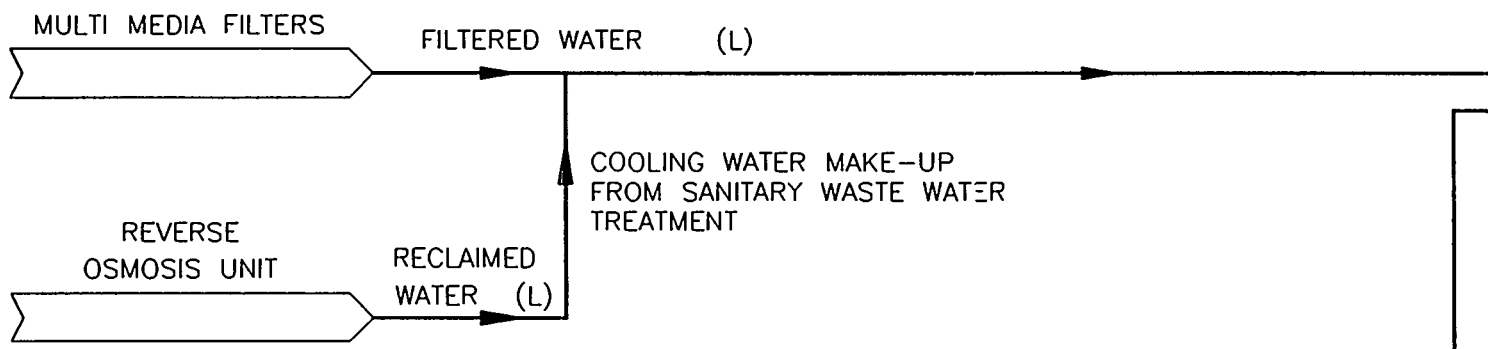 MULTI MEDIA FILTERS
FILTERED WATER (L)
COOLING WATER MAKE-UP
FROM SANITARY WASTE WATER
TREATMENT
REVERSE
OSMOSIS UNIT
RECLAIMED
WATER (L)